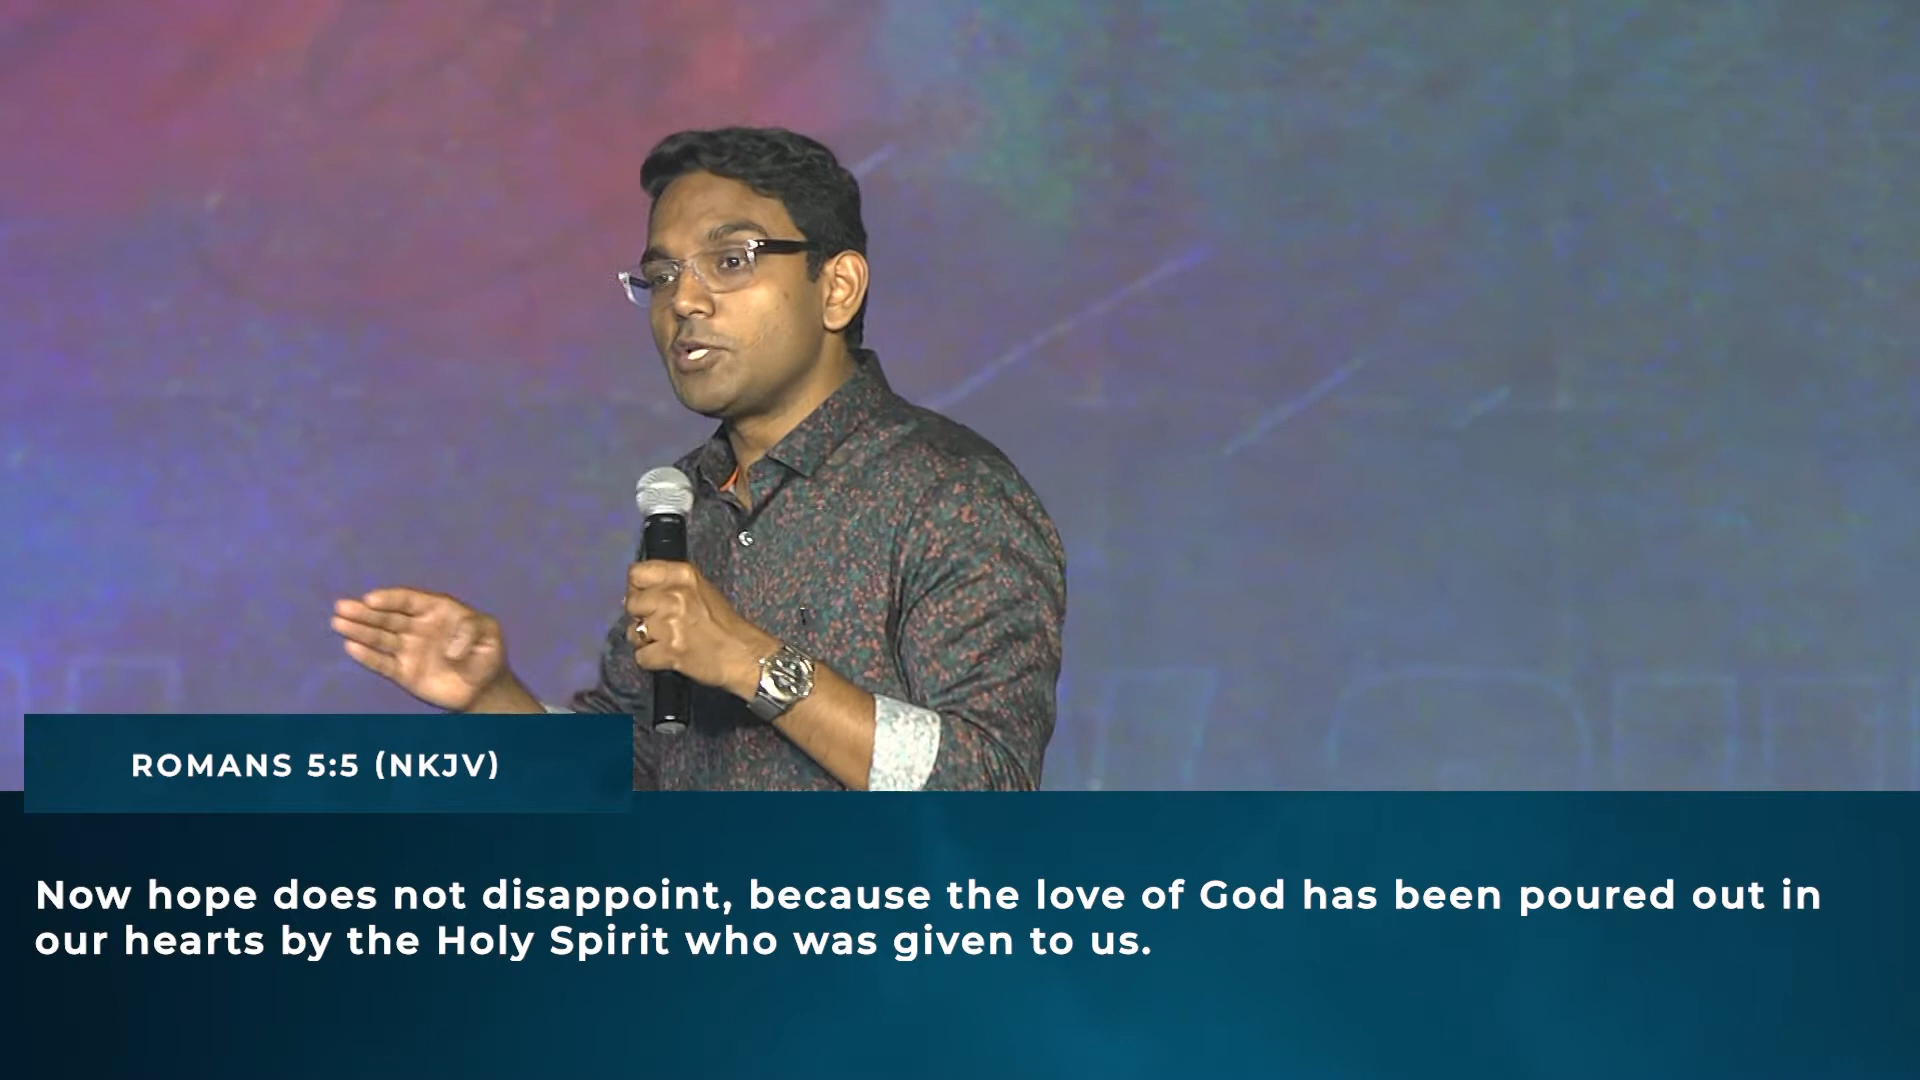 ROMANS 5:5 (NKJV)
Now hope does not disappoint, because the love of God has been poured out in
our hearts by the Holy Spirit who was given to us.